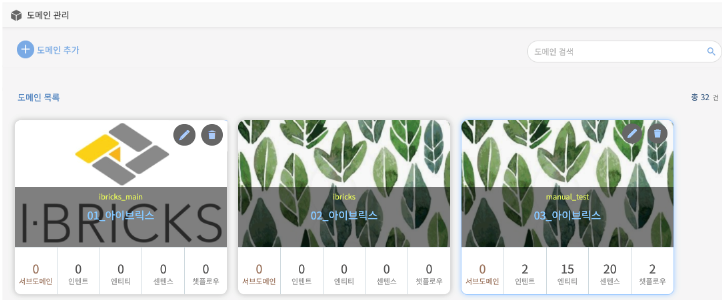 도메인 관리
도메인 추가
도메인 검색
도메인 목록
총 32 건
I·BRICKS
ibricks_main
01_아이브릭스
0 0 0 0 0
서브도메인 인텐트 엔티티 센텐스 챗플로우
ibricks
02_아이브릭스
0 0 0 0 0
서브도메인 인텐트 엔티티 센텐스 챗플로우
manual_test
03_아이브릭스
0 2 15 20 2
서브도메인 인텐트 엔티티 센텐스 챗플로우